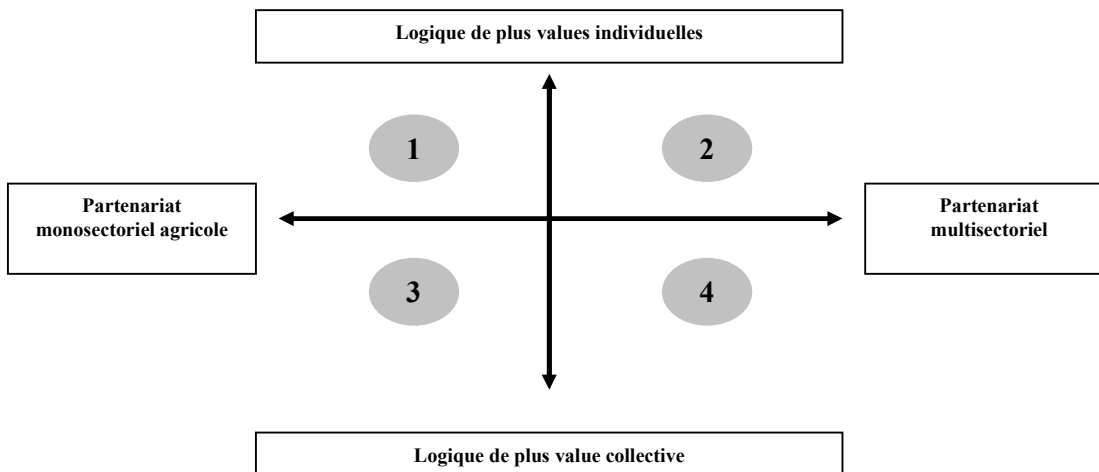 Logique de plus values individuelles
1
2
Partenariat
monosectoriel agricole
Partenariat
multisectoriel
3
4
Logique de plus value collective